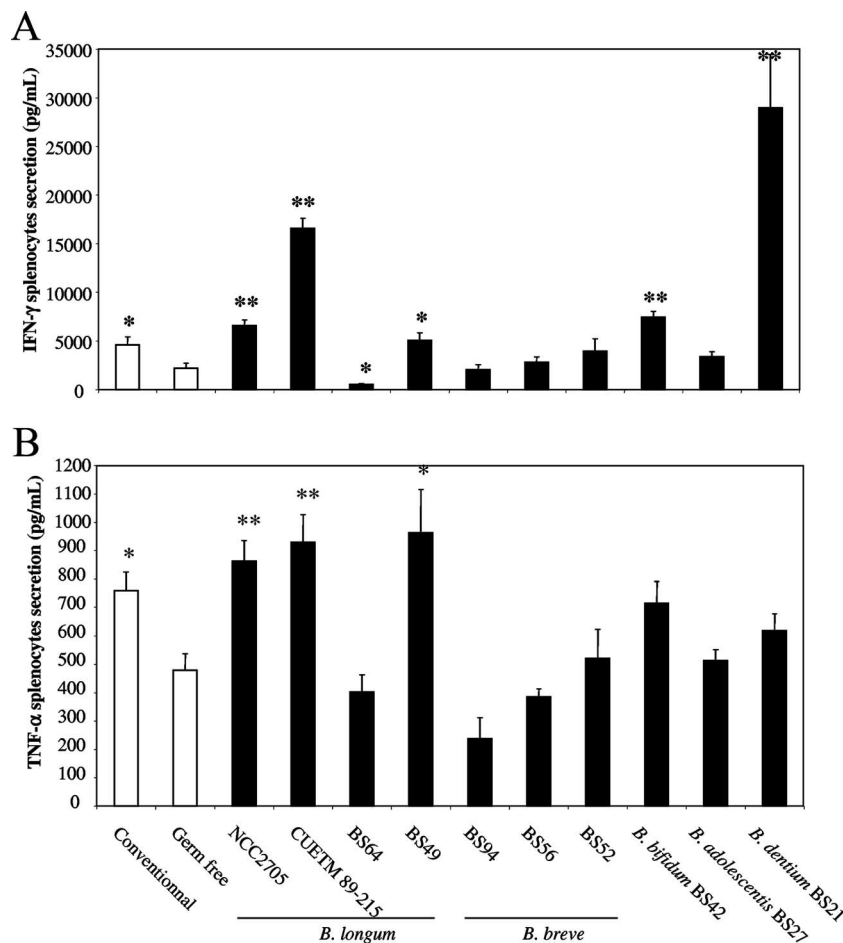 A
IFN-γ splenocytes secretion (pg/mL)
35000
30000
25000
20000
15000
10000
5000
0
*
**
**
*
*
**
**
B
TNF-α splenocytes secretion (pg/mL)
1200
1100
1000
900
800
700
600
500
400
300
200
100
0
*
**
**
*
Conventionnal
Germ free
NCC2705
CUETM 89-215
BS64
BS49
BS94
BS56
BS52
B. bifidum BS42
B. adolescentis BS27
B. dentium BS21
B. longum
B. breve